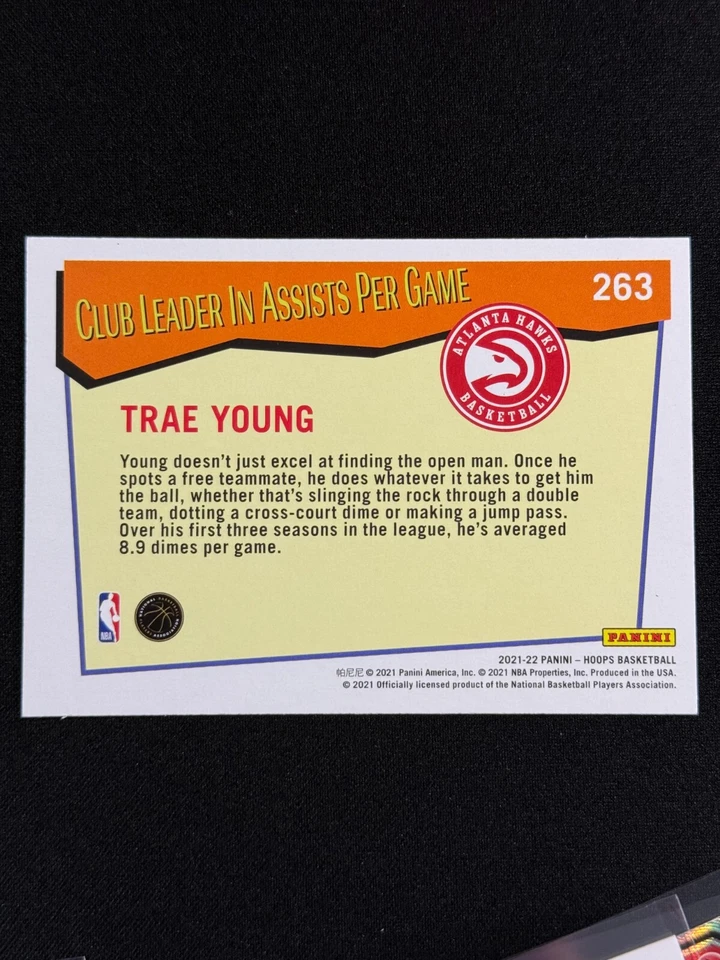 CLUB LEADER IN ASSISTS PER GAME
263
ATLANTA HAWKS
BASKETBALL
TRAE YOUNG
Young doesn't just excel at finding the open man. Once he
spots a free teammate, he does whatever it takes to get him
the ball, whether that's slinging the rock through a double
team, dotting a cross-court dime or making a jump pass.
Over his first three seasons in the league, he's averaged
8.9 dimes per game.
NBA
NATIONAL BASKETBALL
PLAYERS ASSOCIATION
PANINI
2021-22 PANINI – HOOPS BASKETBALL
帕尼尼 © 2021 Panini America, Inc. © 2021 NBA Properties, Inc. Produced in the USA.
© 2021 Officially licensed product of the National Basketball Players Association.